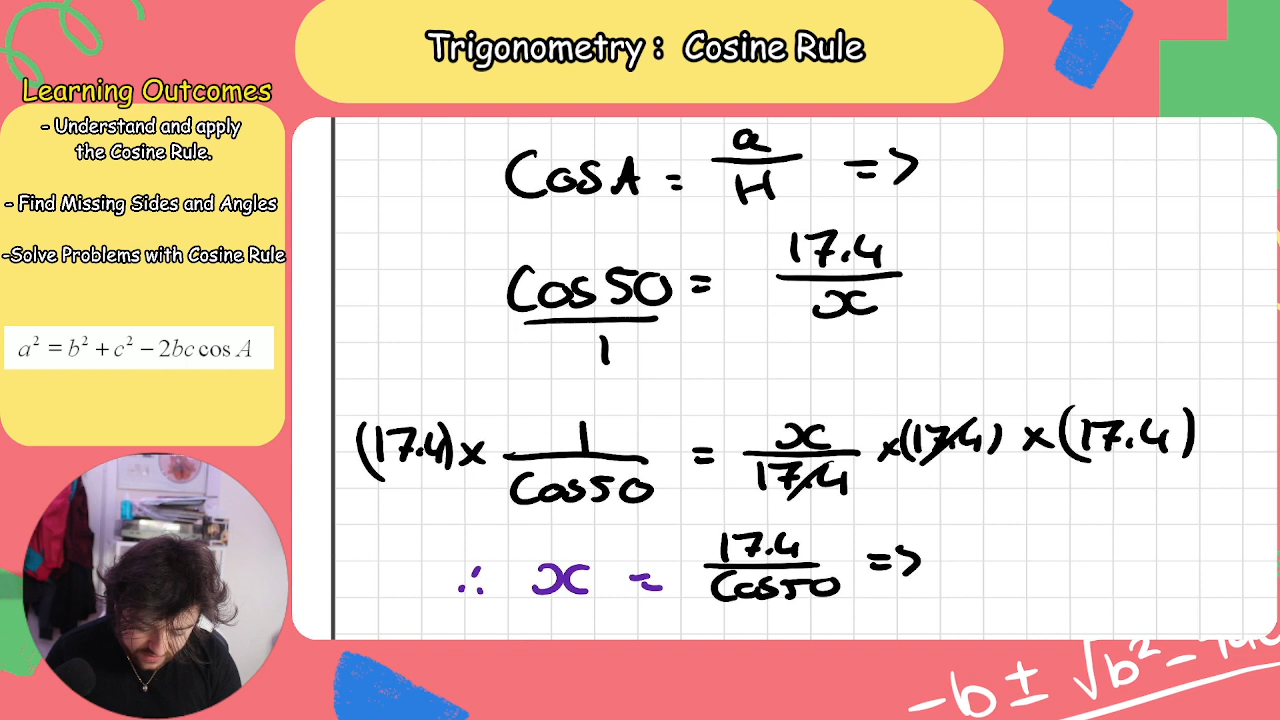 Trigonometry : Cosine Rule
Learning Outcomes
- Understand and apply
the Cosine Rule.
- Find Missing Sides and Angles
-Solve Problems with Cosine Rule
a² = b² + c² − 2bc cos A
Cos A = a/H =>
Cos50/1 = 17.4/x
(17.4) x 1/Cos50 = x/17.4 x (17.4) x (17.4)
∴ x = 17.4/Cos50 =>
-b ± √b² -